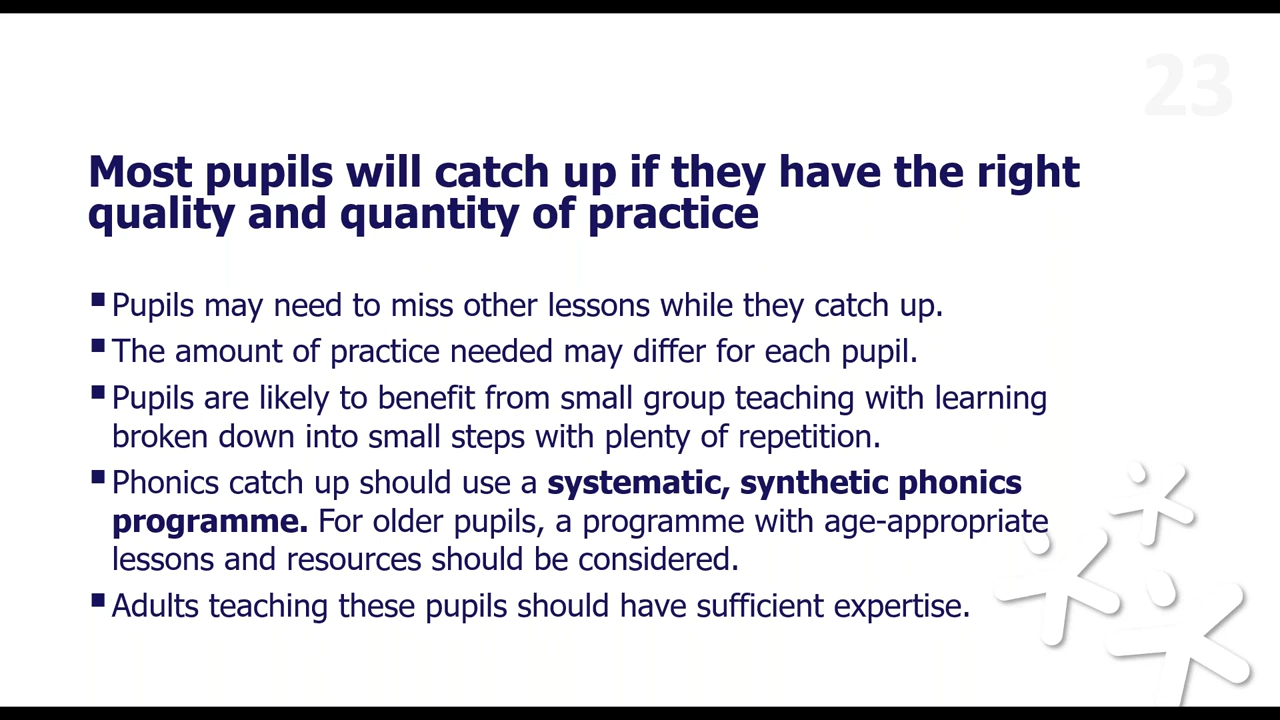 23
Most pupils will catch up if they have the right
quality and quantity of practice
▪ Pupils may need to miss other lessons while they catch up.
▪ The amount of practice needed may differ for each pupil.
▪ Pupils are likely to benefit from small group teaching with learning
broken down into small steps with plenty of repetition.
▪ Phonics catch up should use a systematic, synthetic phonics
programme. For older pupils, a programme with age-appropriate
lessons and resources should be considered.
▪ Adults teaching these pupils should have sufficient expertise.